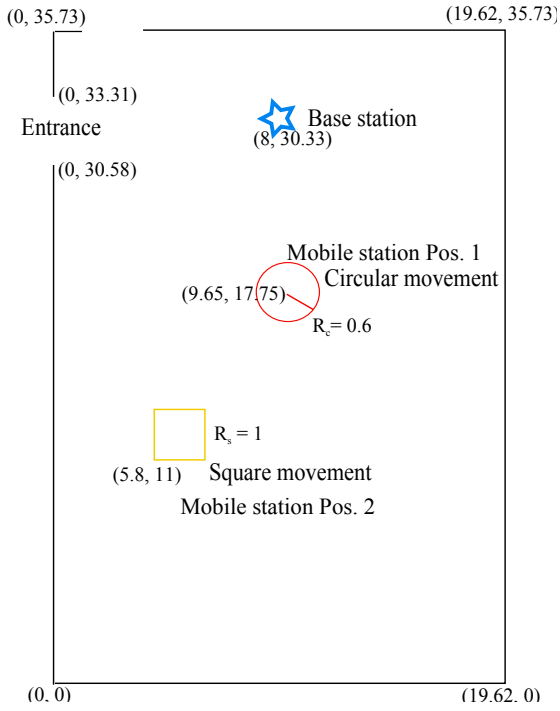 (0, 35.73)
(19.62, 35.73)
(0, 33.31)
Entrance
Base station
(8, 30.33)
(0, 30.58)
Mobile station Pos. 1
Circular movement
(9.65, 17.75)
R_c= 0.6
R_s = 1
(5.8, 11)
Square movement
Mobile station Pos. 2
(0, 0)
(19.62, 0)